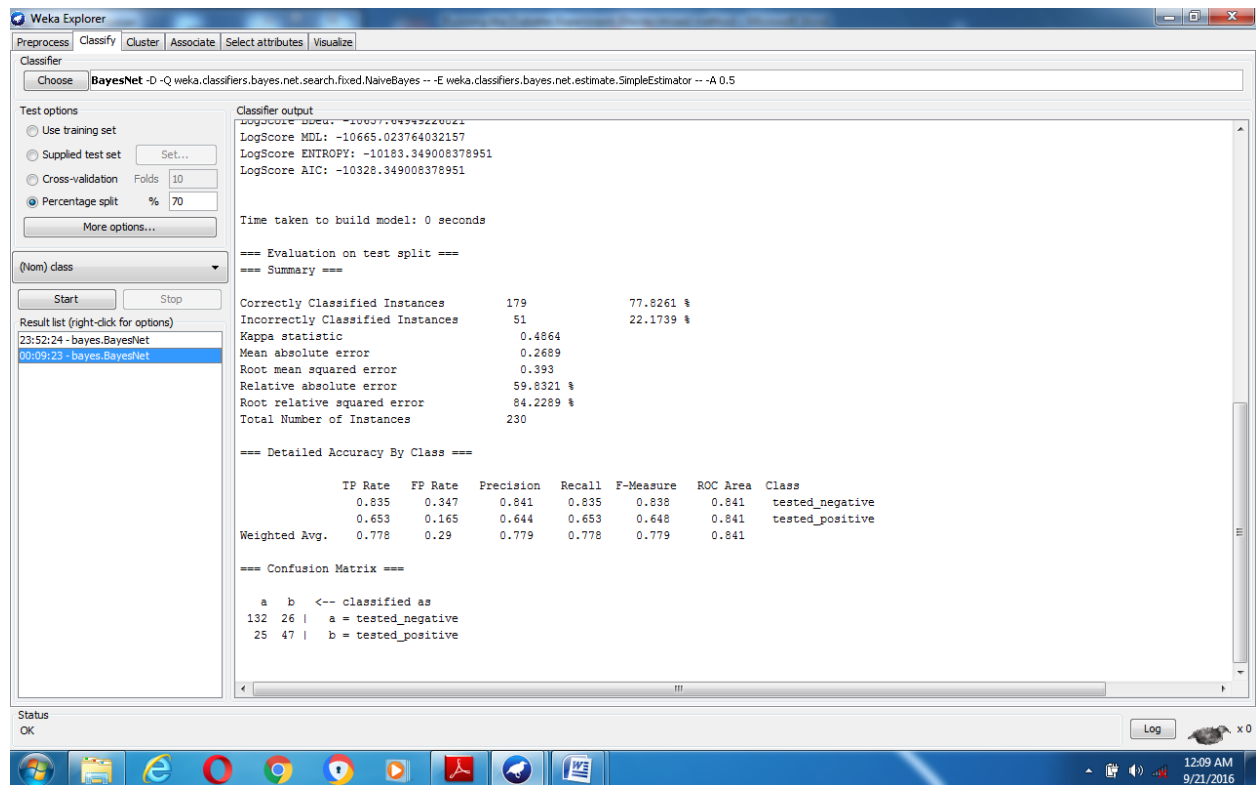 Weka Explorer
Preprocess Classify Cluster Associate Select attributes Visualize
Classifier
Choose BayesNet -D -Q weka.classifiers.bayes.net.search.fixed.NaiveBayes -- -E weka.classifiers.bayes.net.estimate.SimpleEstimator -- -A 0.5
Test options
Use training set
Supplied test set Set...
Cross-validation Folds 10
Percentage split % 70
More options...
(Nom) class
Start Stop
Result list (right-click for options)
23:52:24 - bayes.BayesNet
00:09:23 - bayes.BayesNet
Classifier output
LogScore MDL: -10665.023764032157
LogScore ENTROPY: -10183.349008378951
LogScore AIC: -10328.349008378951
Time taken to build model: 0 seconds
=== Evaluation on test split ===
=== Summary ===
Correctly Classified Instances 179 77.8261 %
Incorrectly Classified Instances 51 22.1739 %
Kappa statistic 0.4864
Mean absolute error 0.2689
Root mean squared error 0.393
Relative absolute error 59.8321 %
Root relative squared error 84.2289 %
Total Number of Instances 230
=== Detailed Accuracy By Class ===
TP Rate FP Rate Precision Recall F-Measure ROC Area Class
0.835 0.347 0.841 0.835 0.838 0.841 tested_negative
0.653 0.165 0.644 0.653 0.648 0.841 tested_positive
Weighted Avg. 0.778 0.29 0.779 0.778 0.779 0.841
=== Confusion Matrix ===
a b <-- classified as
132 26 | a = tested_negative
25 47 | b = tested_positive
Status
OK
Log x 0
12:09 AM
9/21/2016